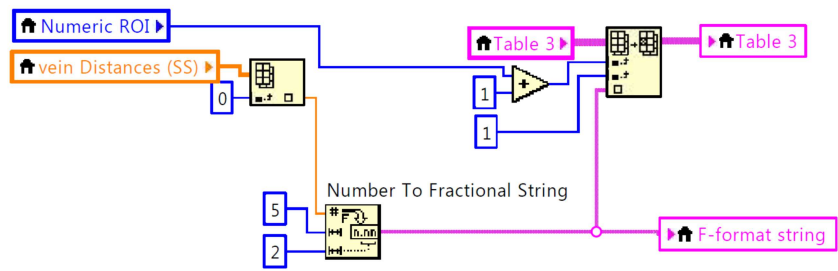 Numeric ROI
Table 3
Table 3
vein Distances (SS)
0
1
1
Number To Fractional String
5
#
F
n.nn
2
F-format string